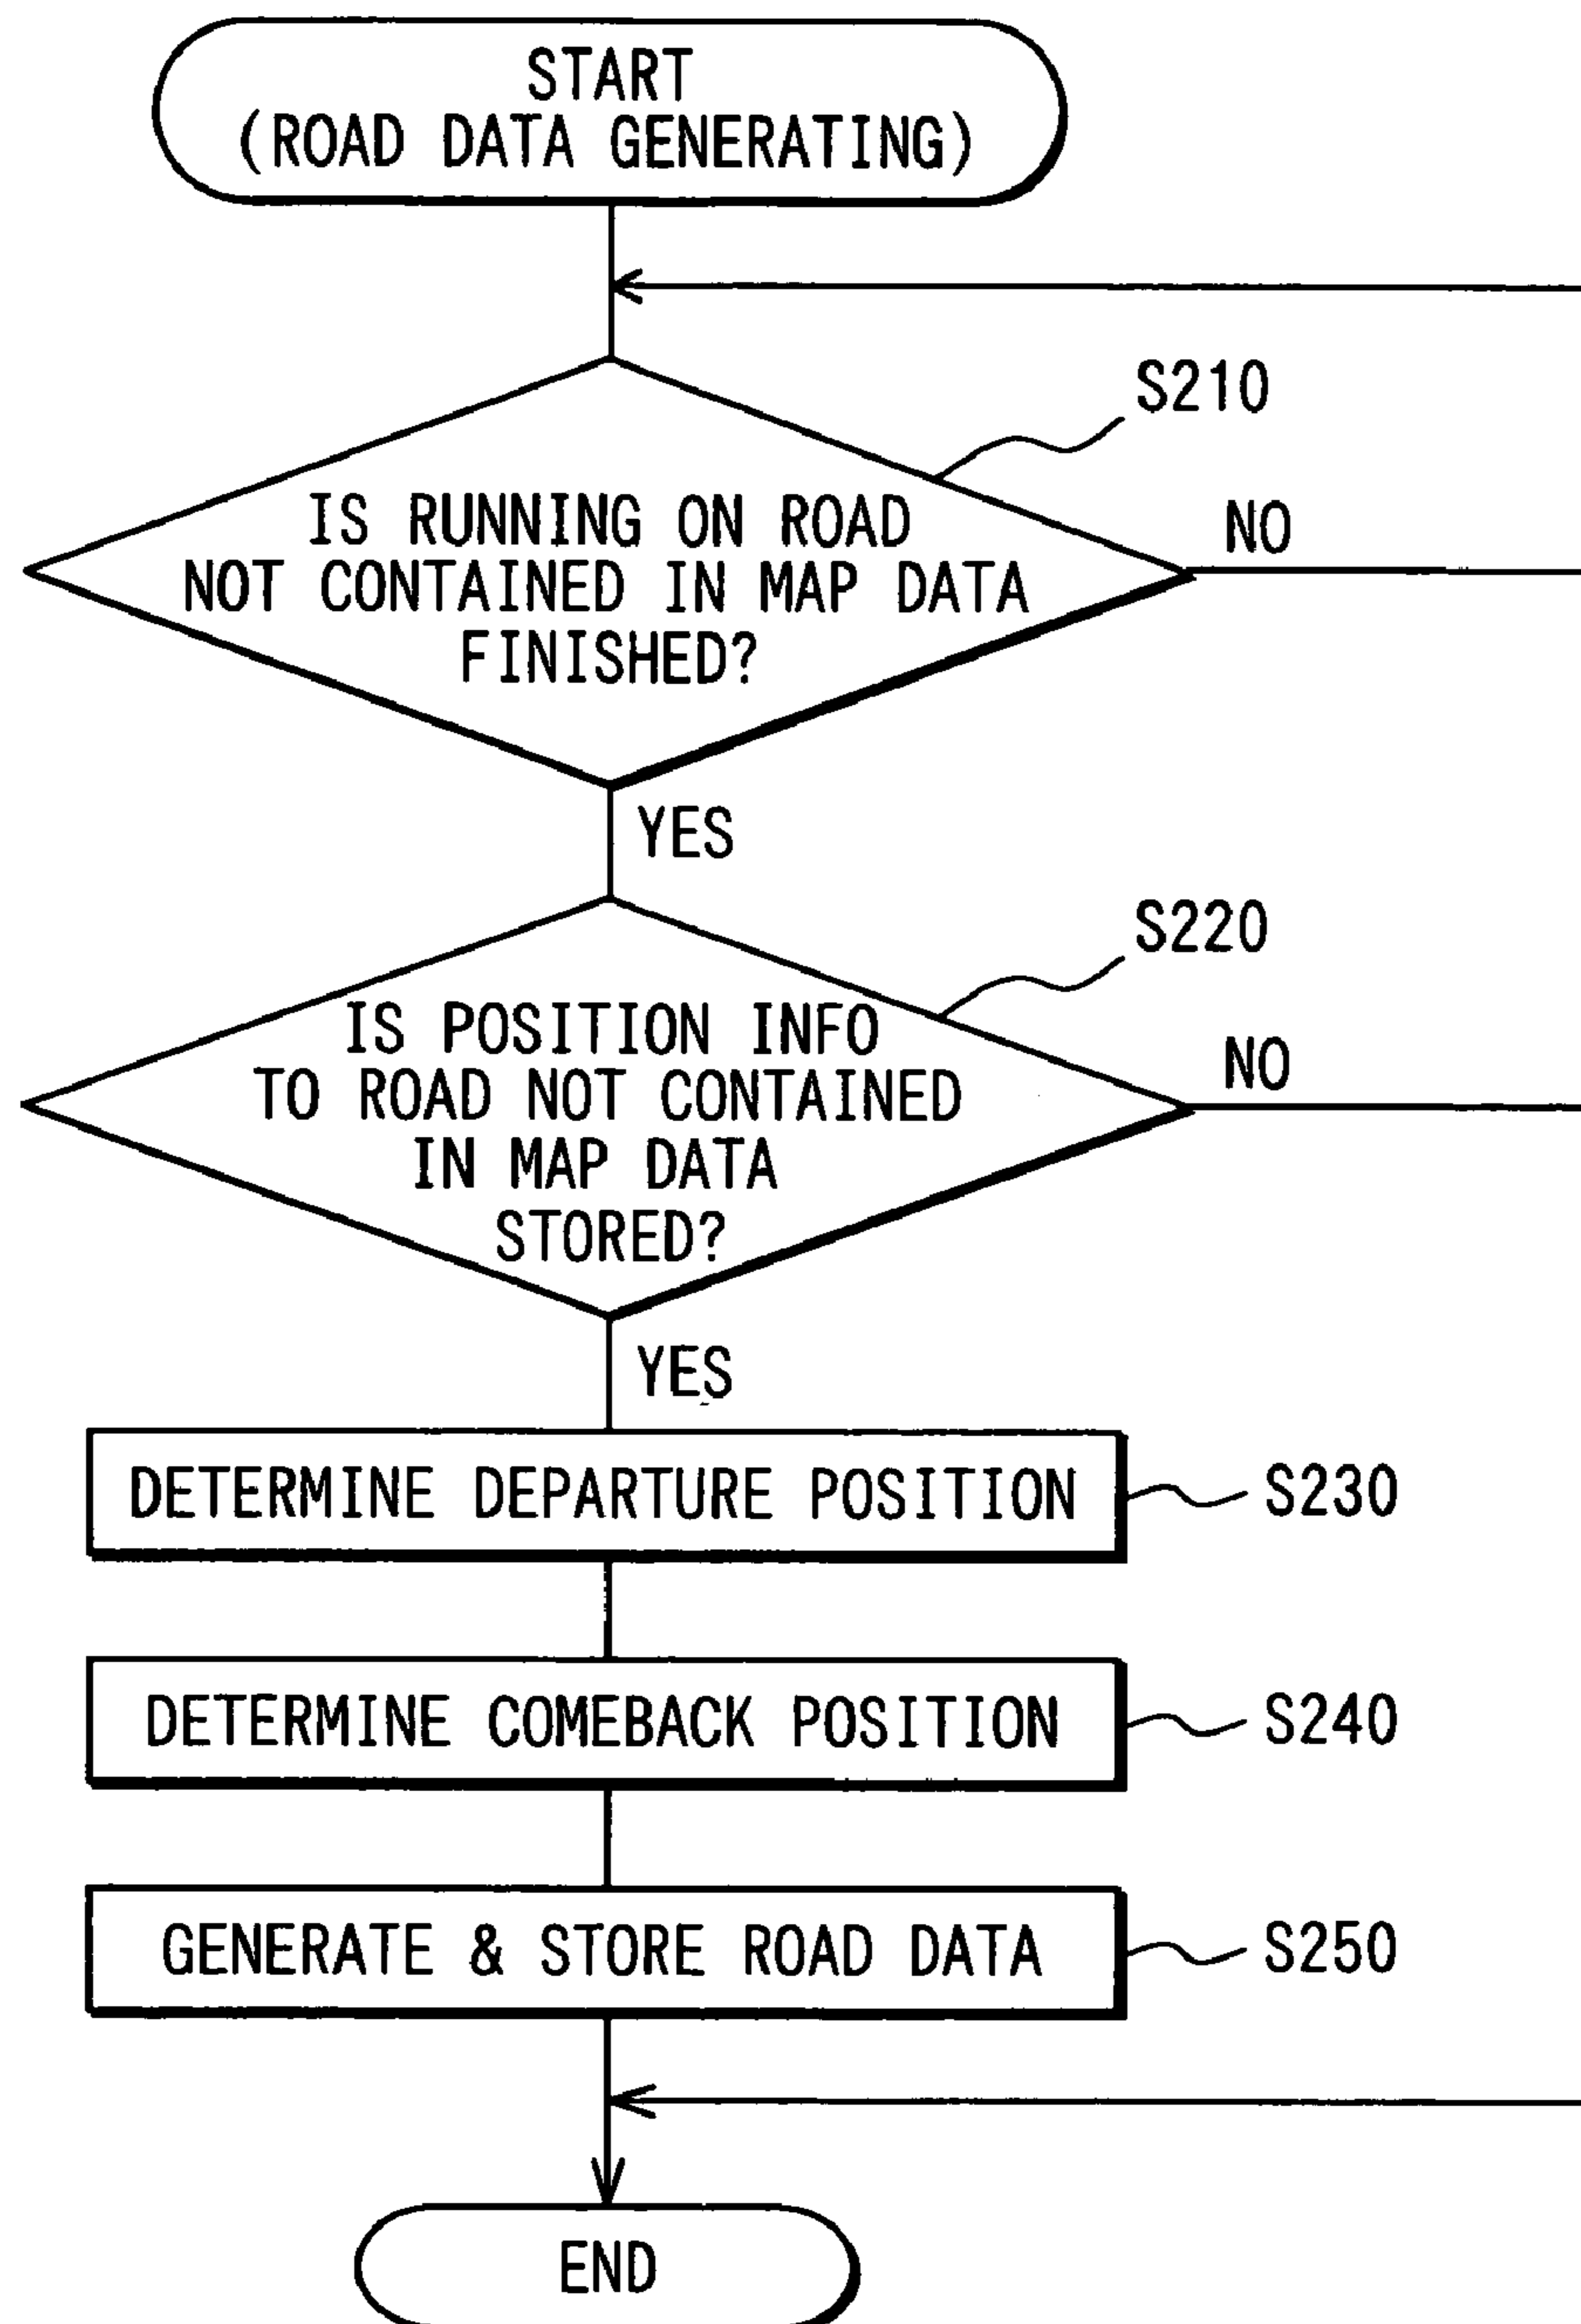 START
(ROAD DATA GENERATING)
S210
IS RUNNING ON ROAD
NOT CONTAINED IN MAP DATA
FINISHED?
NO
YES
S220
IS POSITION INFO
TO ROAD NOT CONTAINED
IN MAP DATA
STORED?
NO
YES
DETERMINE DEPARTURE POSITION
S230
DETERMINE COMEBACK POSITION
S240
GENERATE & STORE ROAD DATA
S250
END